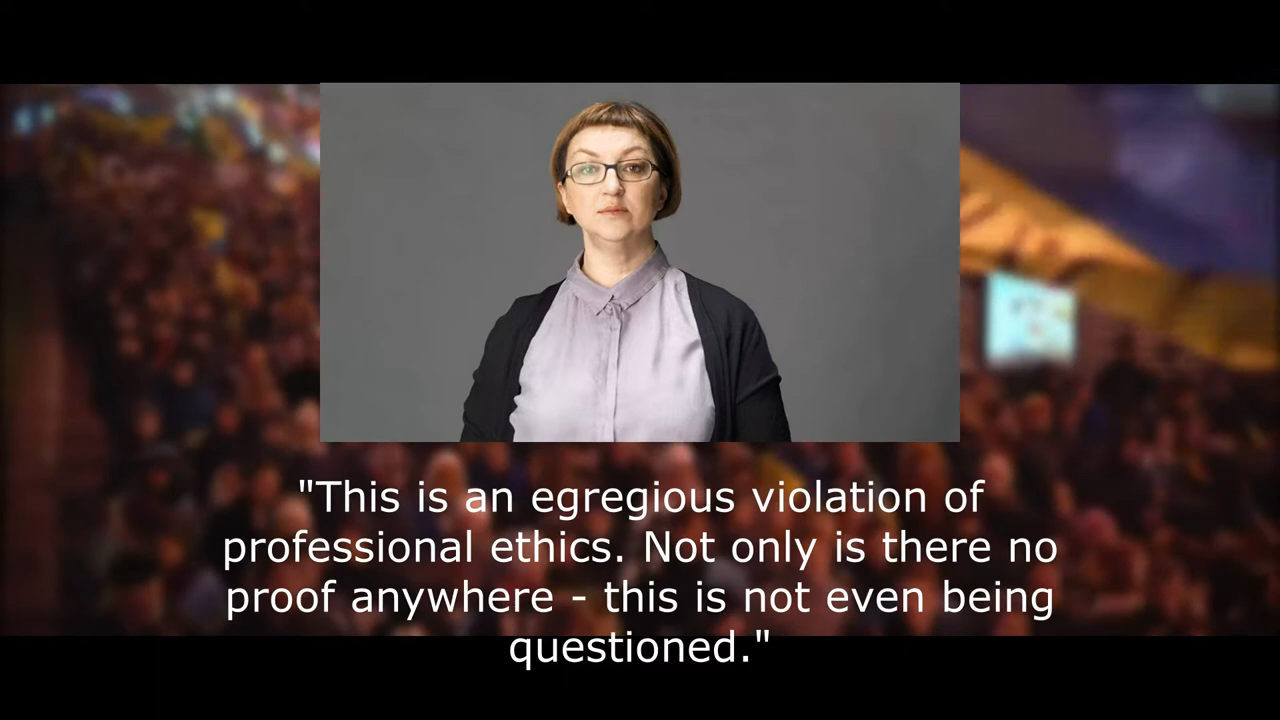 "This is an egregious violation of
professional ethics. Not only is there no
proof anywhere - this is not even being
questioned."